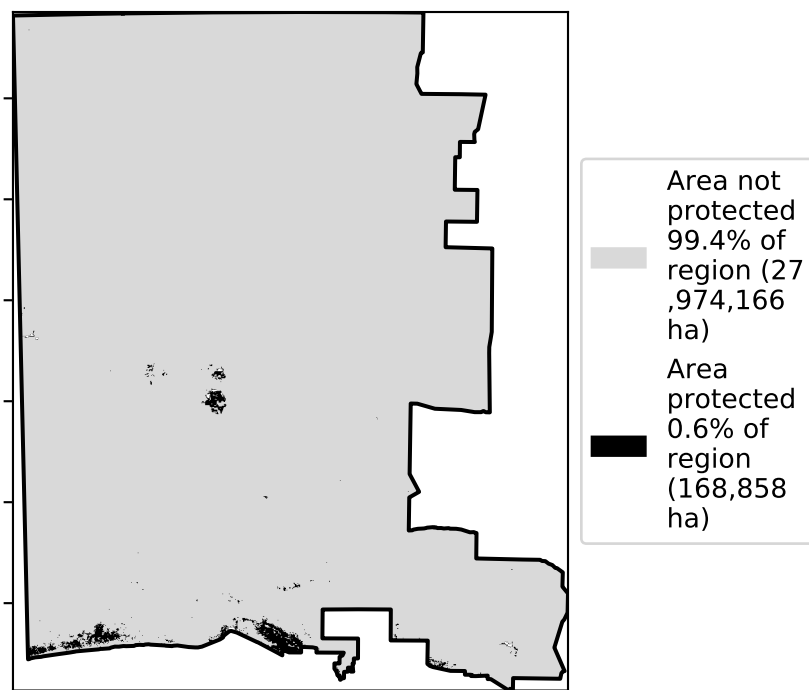 Area not
protected
99.4% of
region (27
,974,166
ha)
Area
protected
0.6% of
region
(168,858
ha)